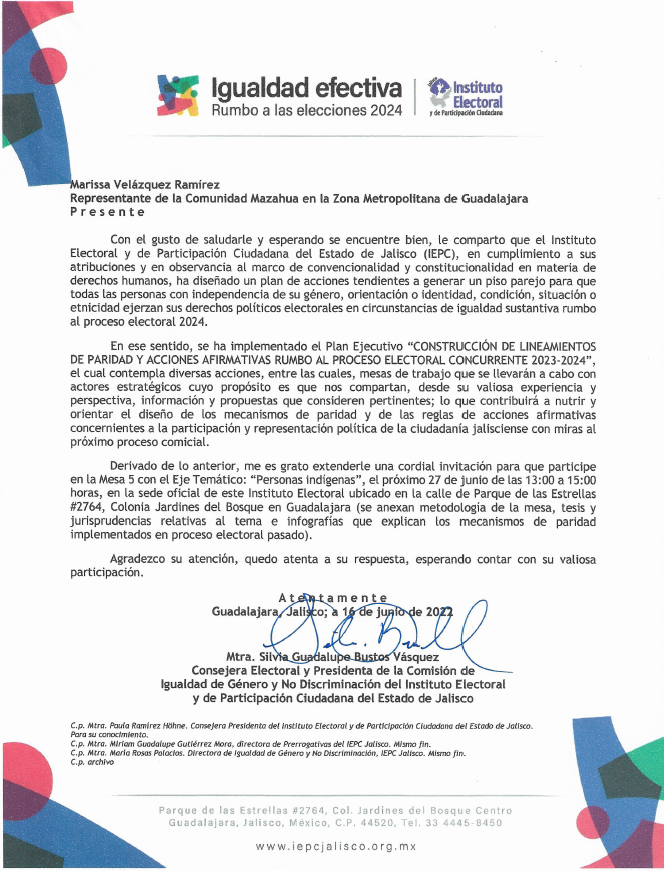 Igualdad efectiva
Rumbo a las elecciones 2024
Instituto
Electoral
y de Participación Ciudadana
Marissa Velázquez Ramírez
Representante de la Comunidad Mazahua en la Zona Metropolitana de Guadalajara
P r e s e n t e
Con el gusto de saludarle y esperando se encuentre bien, le comparto que el Instituto
Electoral y de Participación Ciudadana del Estado de Jalisco (IEPC), en cumplimiento a sus
atribuciones y en observancia al marco de convencionalidad y constitucionalidad en materia de
derechos humanos, ha diseñado un plan de acciones tendientes a generar un piso parejo para que
todas las personas con independencia de su género, orientación o identidad, condición, situación o
etnicidad ejerzan sus derechos políticos electorales en circunstancias de igualdad sustantiva rumbo
al proceso electoral 2024.
En ese sentido, se ha implementado el Plan Ejecutivo “CONSTRUCCIÓN DE LINEAMIENTOS
DE PARIDAD Y ACCIONES AFIRMATIVAS RUMBO AL PROCESO ELECTORAL CONCURRENTE 2023-2024”,
el cual contempla diversas acciones, entre las cuales, mesas de trabajo que se llevarán a cabo con
actores estratégicos cuyo propósito es que nos compartan, desde su valiosa experiencia y
perspectiva, información y propuestas que consideren pertinentes; lo que contribuirá a nutrir y
orientar el diseño de los mecanismos de paridad y de las reglas de acciones afirmativas
concernientes a la participación y representación política de la ciudadanía jalisciense con miras al
próximo proceso comicial.
Derivado de lo anterior, me es grato extenderle una cordial invitación para que participe
en la Mesa 5 con el Eje Temático: “Personas indígenas”, el próximo 27 de junio de las 13:00 a 15:00
horas, en la sede oficial de este Instituto Electoral ubicado en la calle de Parque de las Estrellas
#2764, Colonia Jardines del Bosque en Guadalajara (se anexan metodología de la mesa, tesis y
jurisprudencias relativas al tema e infografías que explican los mecanismos de paridad
implementados en proceso electoral pasado).
Agradezco su atención, quedo atenta a su respuesta, esperando contar con su valiosa
participación.
A t e n t a m e n t e
Guadalajara, Jalisco; a 16 de junio de 2022
Mtra. Silvia Guadalupe Bustos Vásquez
Consejera Electoral y Presidenta de la Comisión de
Igualdad de Género y No Discriminación del Instituto Electoral
y de Participación Ciudadana del Estado de Jalisco
C.p. Mtra. Paula Ramírez Höhne. Consejera Presidenta del Instituto Electoral y de Participación Ciudadana del Estado de Jalisco.
Para su conocimiento.
C.p. Mtra. Miriam Guadalupe Gutiérrez Mora, directora de Prerrogativas del IEPC Jalisco. Mismo fin.
C.p. Mtra. María Rosas Palacios. Directora de Igualdad de Género y No Discriminación, IEPC Jalisco. Mismo fin.
C.p. archivo
Parque de las Estrellas #2764, Col. Jardines del Bosque Centro
Guadalajara, Jalisco, México, C.P. 44520, Tel. 33 4445-8450
www.iepcjalisco.org.mx